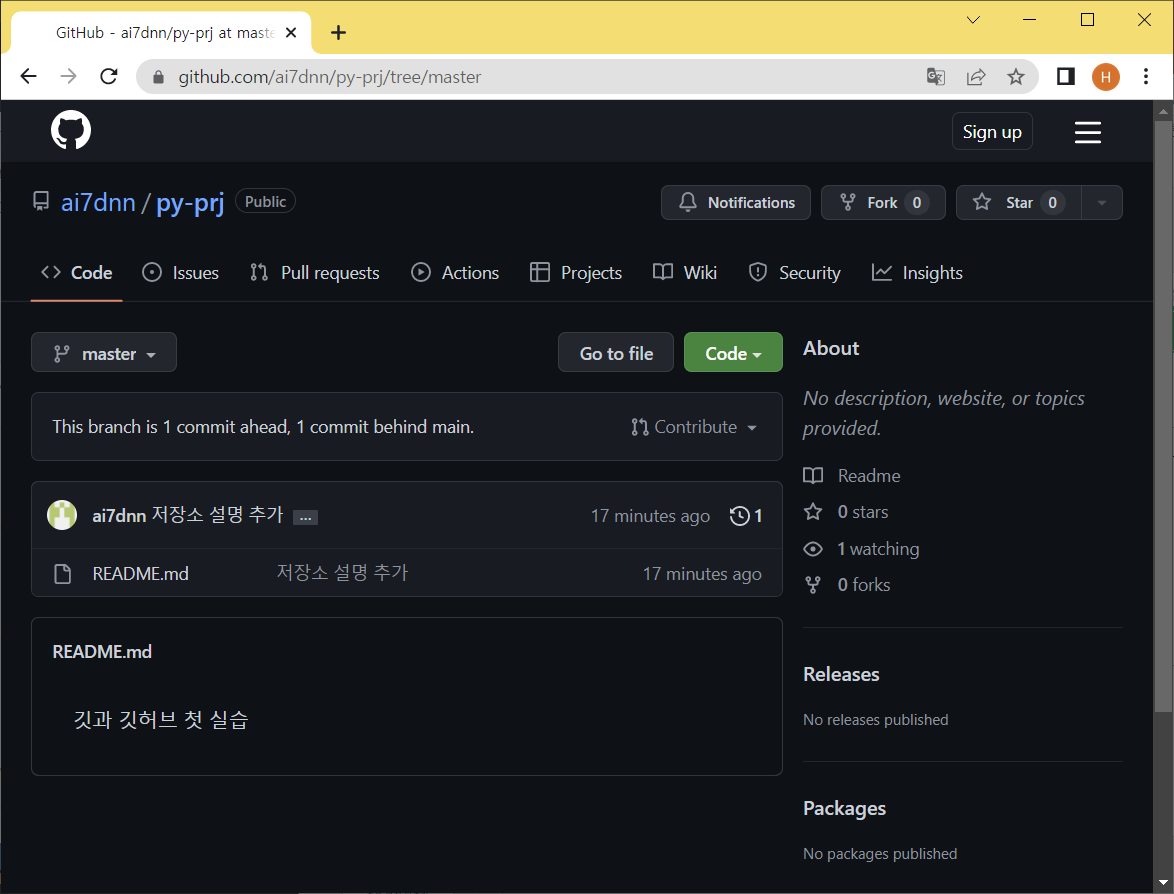 GitHub - ai7dnn/py-prj at maste
github.com/ai7dnn/py-prj/tree/master
H
Sign up
ai7dnn / py-prj Public
Notifications Fork 0 Star 0
Code Issues Pull requests Actions Projects Wiki Security Insights
master Go to file Code
This branch is 1 commit ahead, 1 commit behind main. Contribute
ai7dnn 저장소 설명 추가 ... 17 minutes ago 1
README.md 저장소 설명 추가 17 minutes ago
README.md
깃과 깃허브 첫 실습
About
No description, website, or topics
provided.
Readme
0 stars
1 watching
0 forks
Releases
No releases published
Packages
No packages published